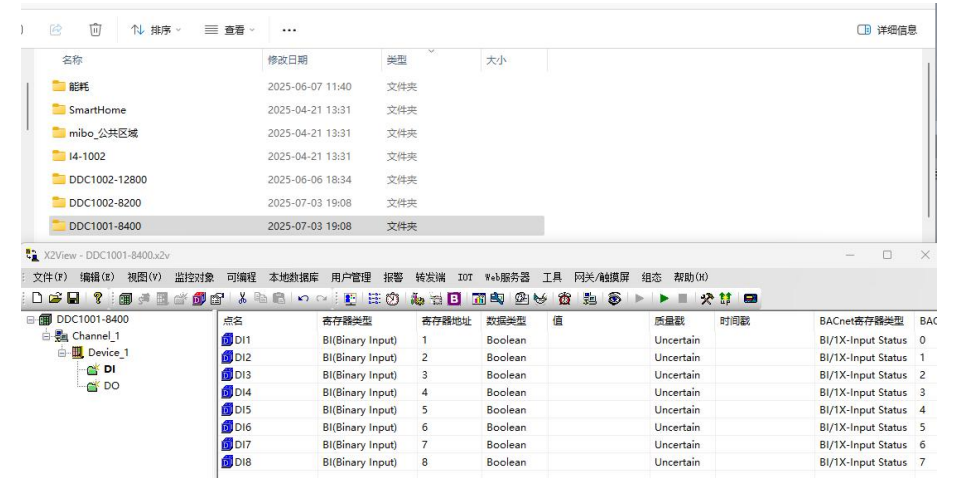 排序 查看 ··· 详细信息
名称 修改日期 类型 大小
能耗 2025-06-07 11:40 文件夹
SmartHome 2025-04-21 13:31 文件夹
mibo_公共区域 2025-04-21 13:31 文件夹
I4-1002 2025-04-21 13:31 文件夹
DDC1002-12800 2025-06-06 18:34 文件夹
DDC1002-8200 2025-07-03 19:08 文件夹
DDC1001-8400 2025-07-03 19:08 文件夹
X2View - DDC1001-8400.x2v
文件(F) 编辑(E) 视图(V) 监控对象 可编程 本地数据库 用户管理 报警 转发端 IOT Web服务器 工具 网关/触摸屏 组态 帮助(H)
DDC1001-8400
Channel_1
Device_1
DI
DO
点名 寄存器类型 寄存器地址 数据类型 值 质量戳 时间戳 BACnet寄存器类型 BAC
DI1 BI(Binary Input) 1 Boolean Uncertain BI/1X-Input Status 0
DI2 BI(Binary Input) 2 Boolean Uncertain BI/1X-Input Status 1
DI3 BI(Binary Input) 3 Boolean Uncertain BI/1X-Input Status 2
DI4 BI(Binary Input) 4 Boolean Uncertain BI/1X-Input Status 3
DI5 BI(Binary Input) 5 Boolean Uncertain BI/1X-Input Status 4
DI6 BI(Binary Input) 6 Boolean Uncertain BI/1X-Input Status 5
DI7 BI(Binary Input) 7 Boolean Uncertain BI/1X-Input Status 6
DI8 BI(Binary Input) 8 Boolean Uncertain BI/1X-Input Status 7